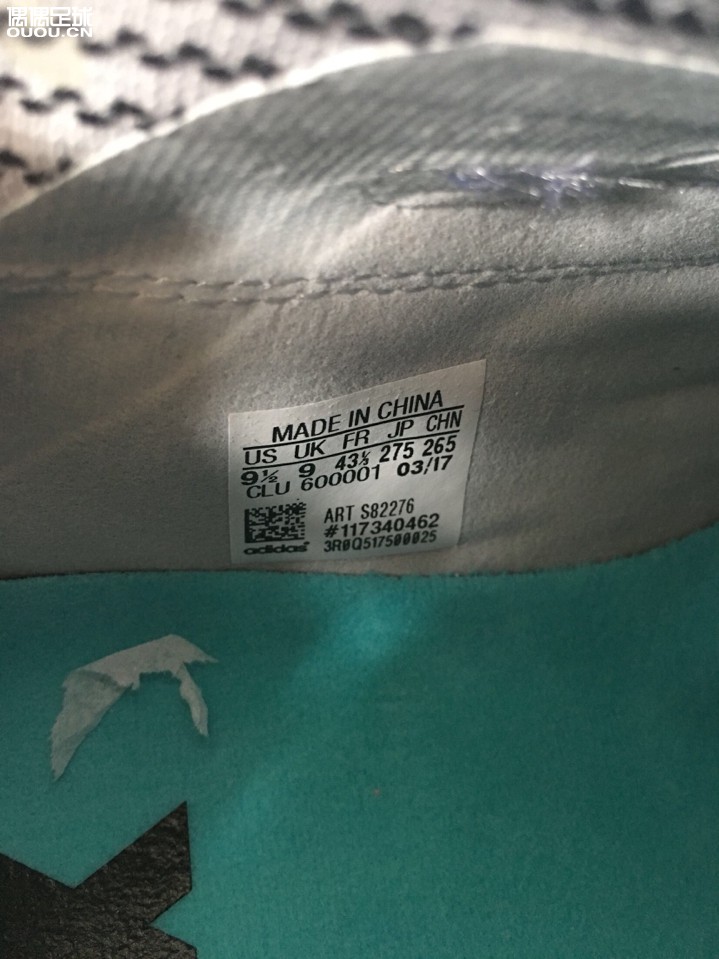 偶偶足球
OUOU.CN
MADE IN CHINA
US UK FR JP CHN
9½ 9 43⅓ 275 265
CLU 600001 03/17
ART S82276
#117340462
3R0Q517500025
adidas